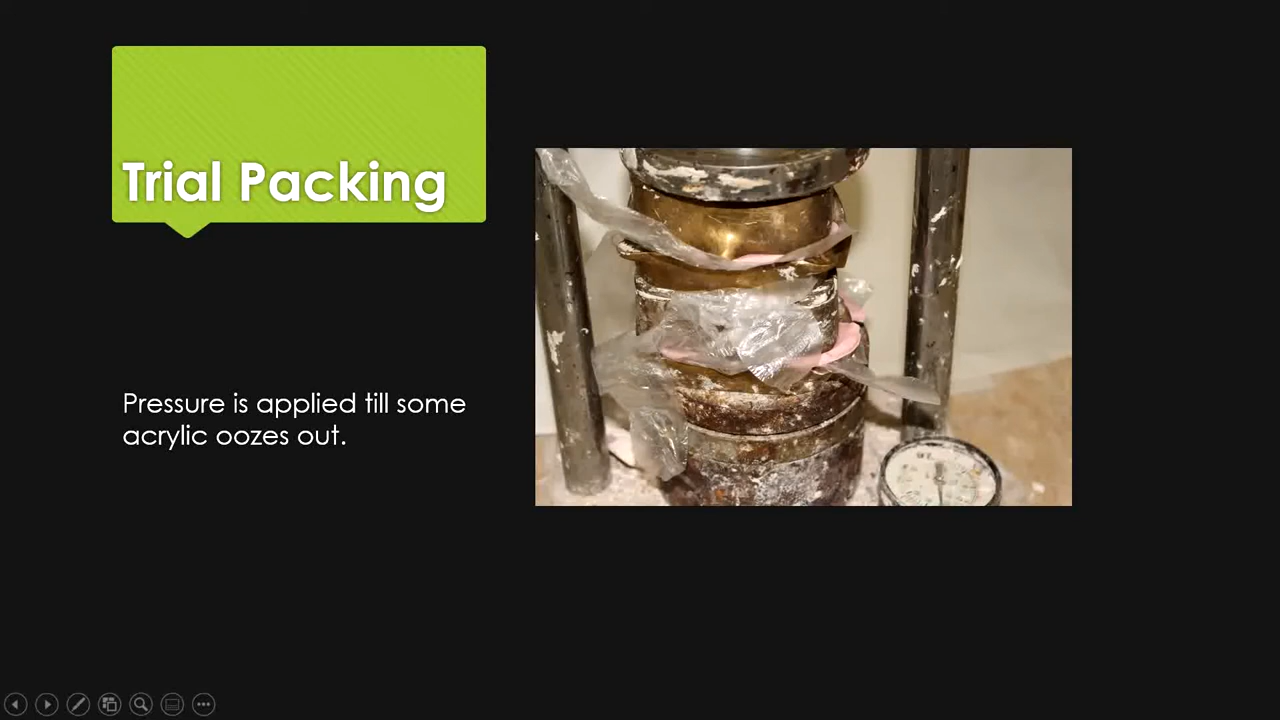 Trial Packing
Pressure is applied till some
acrylic oozes out.